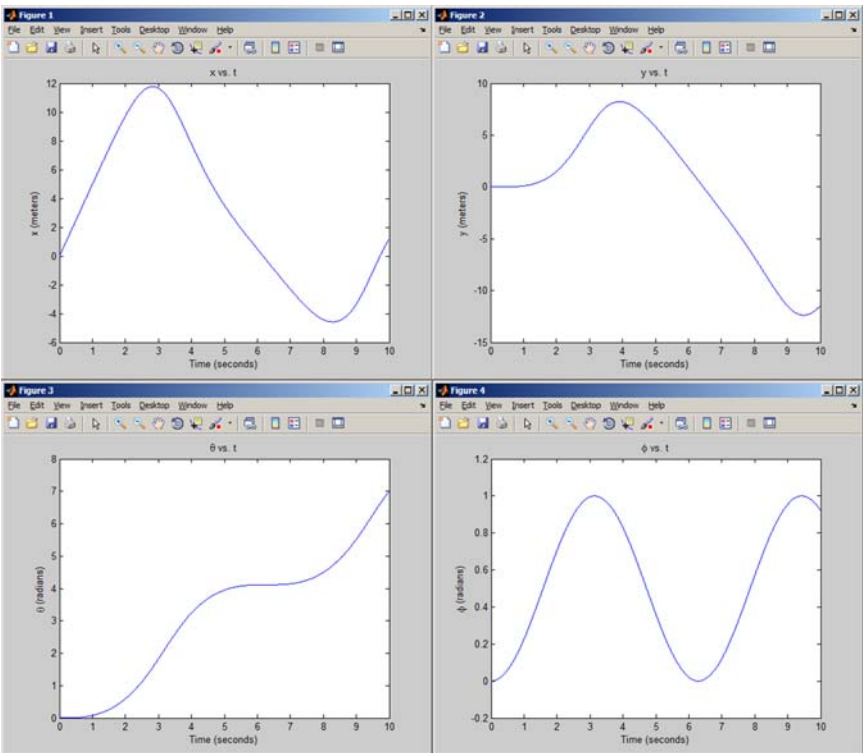 Figure 1
File Edit View Insert Tools Desktop Window Help
x vs. t
12
10
8
6
4
2
0
-2
-4
-6
x (meters)
0 1 2 3 4 5 6 7 8 9 10
Time (seconds)
Figure 2
File Edit View Insert Tools Desktop Window Help
y vs. t
10
5
0
-5
-10
-15
y (meters)
0 1 2 3 4 5 6 7 8 9 10
Time (seconds)
Figure 3
File Edit View Insert Tools Desktop Window Help
θ vs. t
8
7
6
5
4
3
2
1
0
θ (radians)
0 1 2 3 4 5 6 7 8 9 10
Time (seconds)
Figure 4
File Edit View Insert Tools Desktop Window Help
ϕ vs. t
1.2
1
0.8
0.6
0.4
0.2
0
-0.2
ϕ (radians)
0 1 2 3 4 5 6 7 8 9 10
Time (seconds)